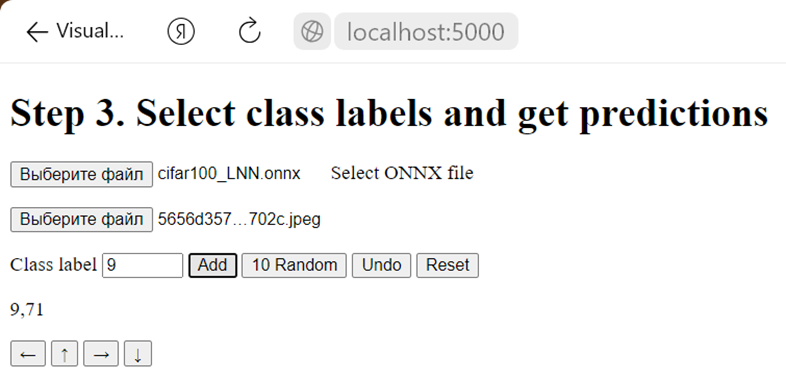 ← Visual... Я localhost:5000
Step 3. Select class labels and get predictions
Выберите файл cifar100_LNN.onnx Select ONNX file
Выберите файл 5656d357...702c.jpeg
Class label 9 Add 10 Random Undo Reset
9,71
← ↑ → ↓